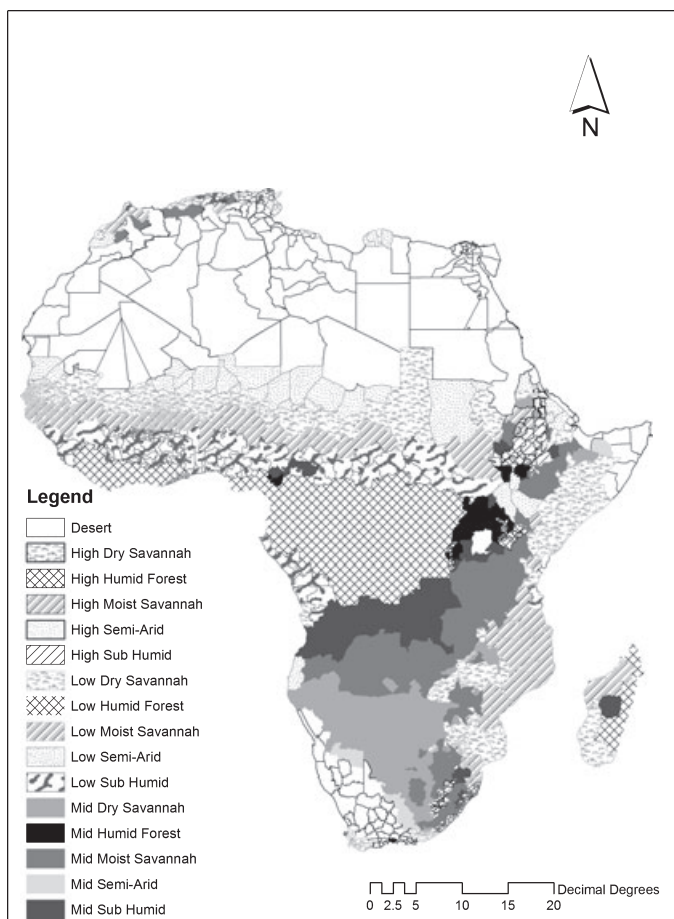 N
Legend
Desert
High Dry Savannah
High Humid Forest
High Moist Savannah
High Semi-Arid
High Sub Humid
Low Dry Savannah
Low Humid Forest
Low Moist Savannah
Low Semi-Arid
Low Sub Humid
Mid Dry Savannah
Mid Humid Forest
Mid Moist Savannah
Mid Semi-Arid
Mid Sub Humid
Decimal Degrees
0 2.5 5 10 15 20